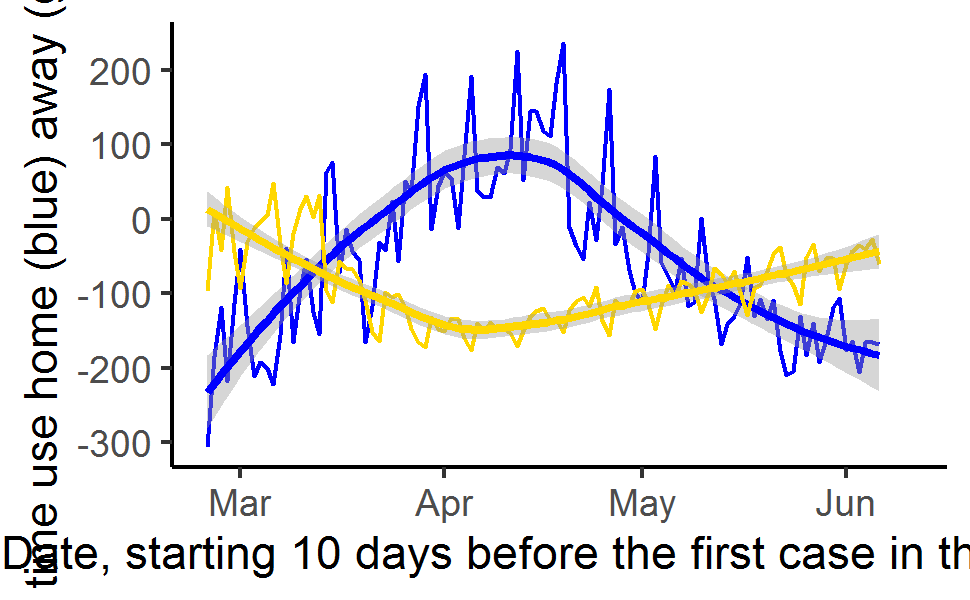 time use home (blue) away (g
200
100
0
-100
-200
-300
Mar Apr May Jun
Date, starting 10 days before the first case in th